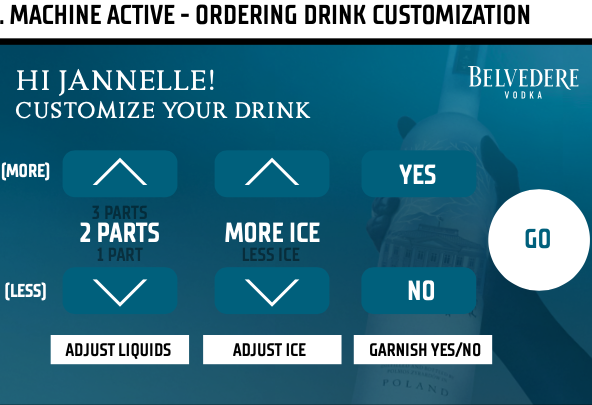 . MACHINE ACTIVE - ORDERING DRINK CUSTOMIZATION
HI JANNELLE!
CUSTOMIZE YOUR DRINK
BELVEDERE
VODKA
(MORE)
YES
3 PARTS
2 PARTS
1 PART
MORE ICE
LESS ICE
GO
(LESS)
NO
ADJUST LIQUIDS
ADJUST ICE
GARNISH YES/NO
POLAND